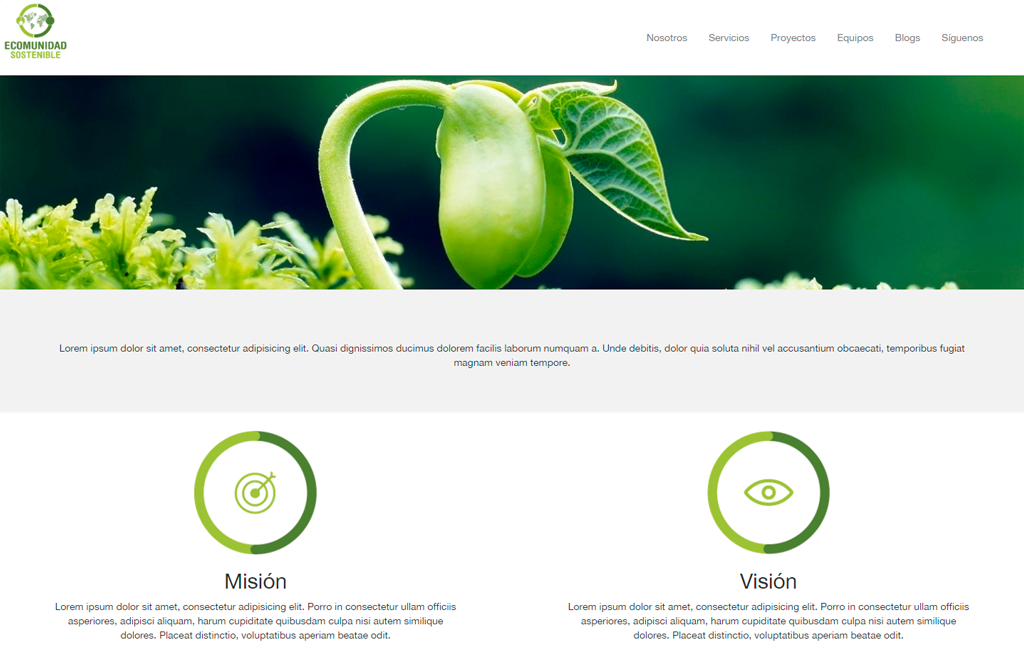 ECOMUNIDAD
SOSTENIBLE
Nosotros
Servicios
Proyectos
Equipos
Blogs
Síguenos
Lorem ipsum dolor sit amet, consectetur adipisicing elit. Quasi dignissimos ducimus dolorem facilis laborum numquam a. Unde debitis, dolor quia soluta nihil vel accusantium obcaecati, temporibus fugiat
magnam veniam tempore.
Misión
Lorem ipsum dolor sit amet, consectetur adipisicing elit. Porro in consectetur ullam officiis
asperiores, adipisci aliquam, harum cupiditate quibusdam culpa nisi autem similique
dolores. Placeat distinctio, voluptatibus aperiam beatae odit.
Visión
Lorem ipsum dolor sit amet, consectetur adipisicing elit. Porro in consectetur ullam officiis
asperiores, adipisci aliquam, harum cupiditate quibusdam culpa nisi autem similique
dolores. Placeat distinctio, voluptatibus aperiam beatae odit.